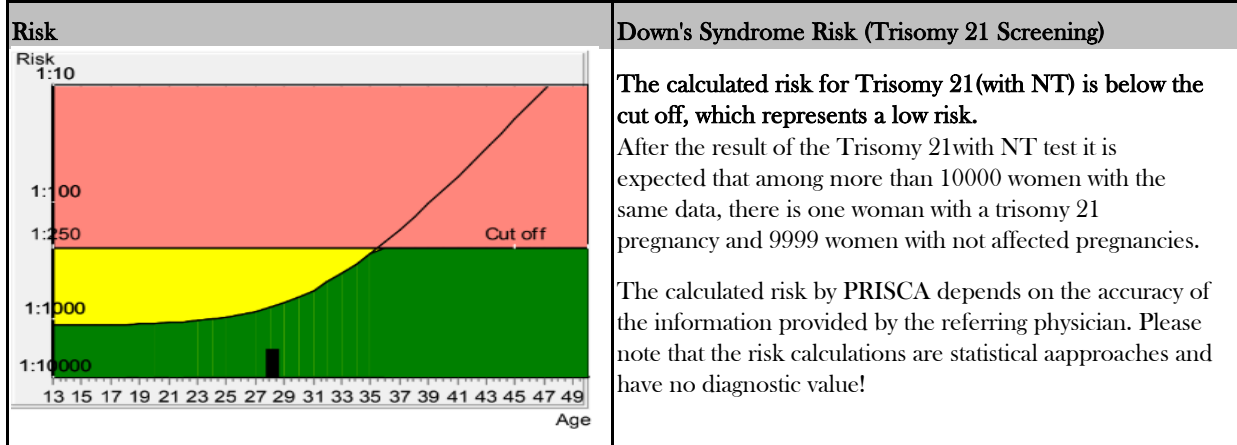 Risk
Risk
1:10
1:100
1:250
Cut off
1:1000
1:10000
13 15 17 19 21 23 25 27 29 31 33 35 37 39 41 43 45 47 49
Age
Down's Syndrome Risk (Trisomy 21 Screening)
The calculated risk for Trisomy 21(with NT) is below the
cut off, which represents a low risk.
After the result of the Trisomy 21with NT test it is
expected that among more than 10000 women with the
same data, there is one woman with a trisomy 21
pregnancy and 9999 women with not affected pregnancies.
The calculated risk by PRISCA depends on the accuracy of
the information provided by the referring physician. Please
note that the risk calculations are statistical aapproaches and
have no diagnostic value!